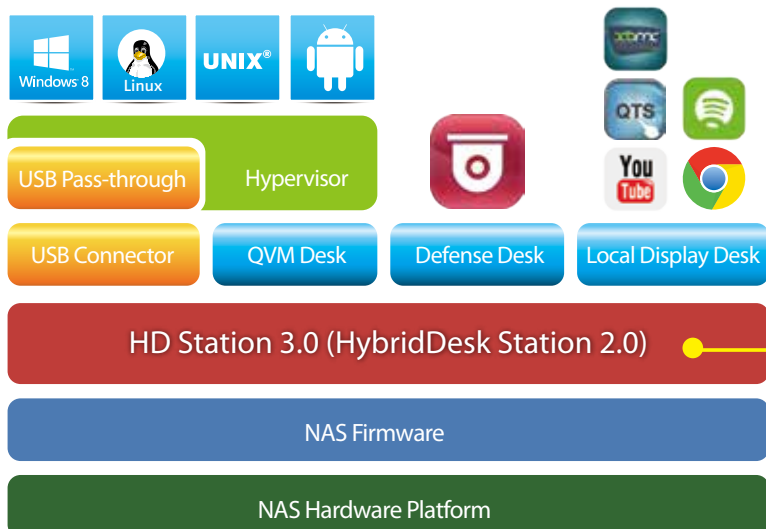 Windows 8
Linux
UNIX®
xbmc
QTS
You
Tube
USB Pass-through
Hypervisor
USB Connector
QVM Desk
Defense Desk
Local Display Desk
HD Station 3.0 (HybridDesk Station 2.0)
NAS Firmware
NAS Hardware Platform